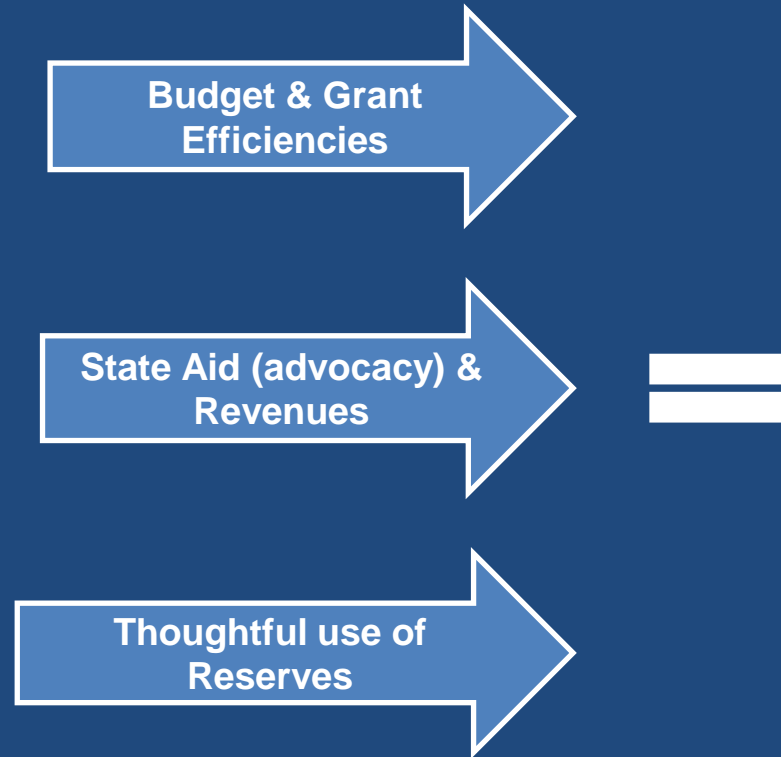 Budget & Grant
Efficiencies
State Aid (advocacy) &
Revenues
Thoughtful use of
Reserves